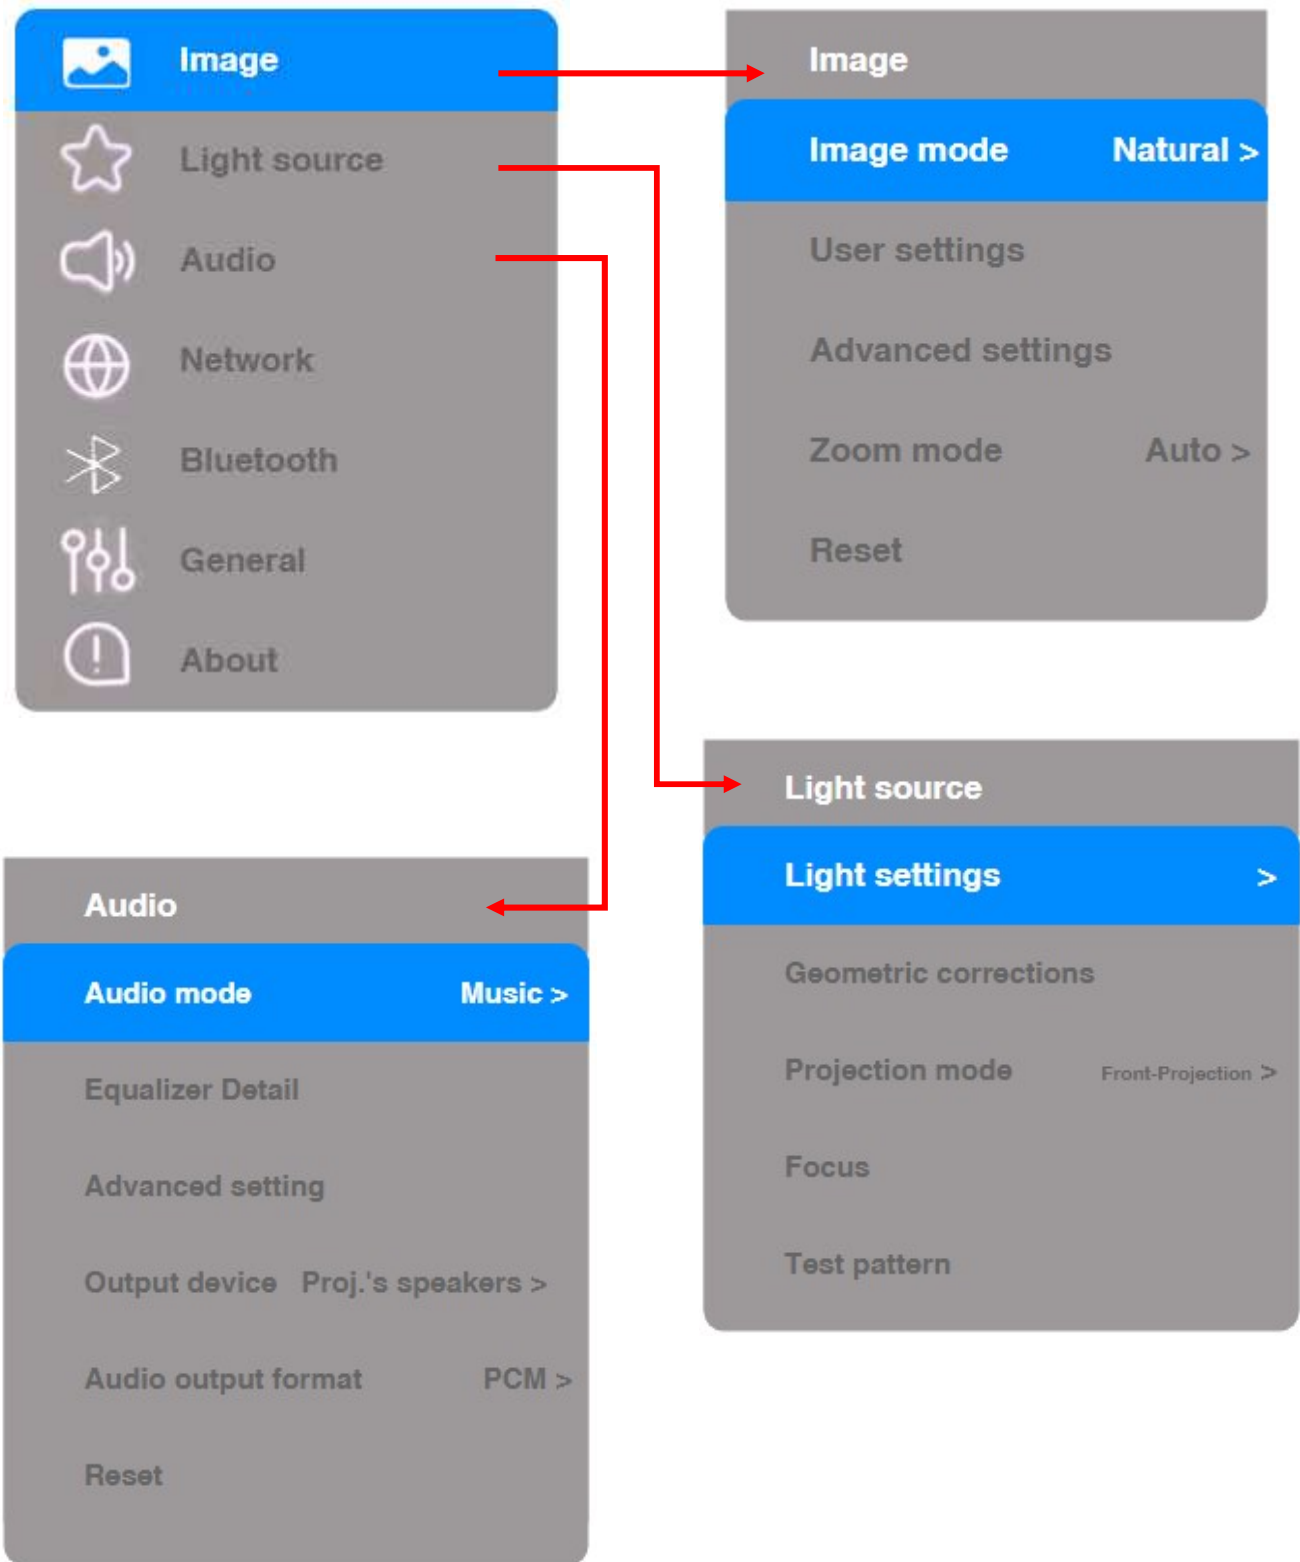 Image
Light source
Audio
Network
Bluetooth
General
About
Image
Image mode Natural >
User settings
Advanced settings
Zoom mode Auto >
Reset
Light source
Light settings >
Geometric corrections
Projection mode Front-Projection >
Focus
Test pattern
Audio
Audio mode Music >
Equalizer Detail
Advanced setting
Output device Proj.'s speakers >
Audio output format PCM >
Reset